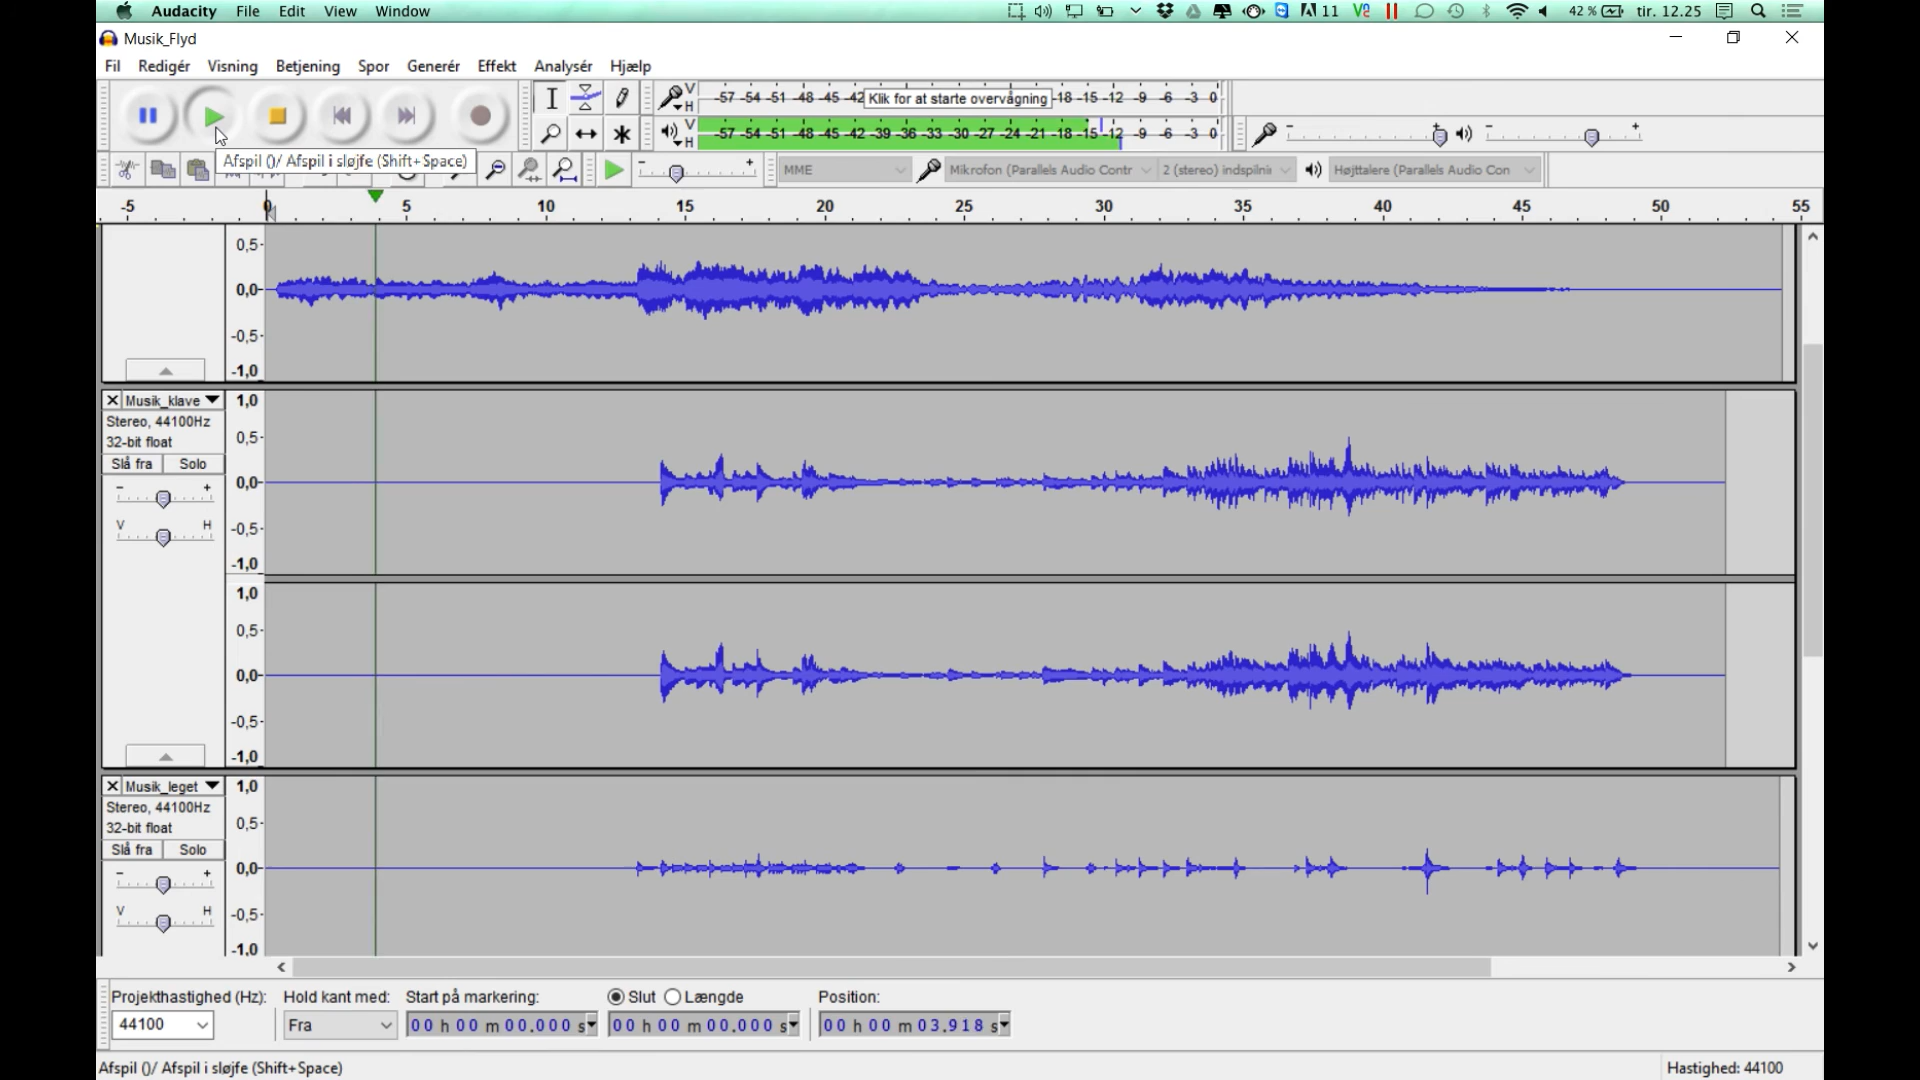 Audacity File Edit View Window 11 42 % tir. 12.25
Musik_Flyd
Fil Redigér Visning Betjening Spor Generér Effekt Analysér Hjælp
V H -57 -54 -51 -48 -45 -42 Klik for at starte overvågning -18 -15 -12 -9 -6 -3 0
V H -57 -54 -51 -48 -45 -42 -39 -36 -33 -30 -27 -24 -21 -18 -15 -12 -9 -6 -3 0
Afspil ()/ Afspil i sløjfe (Shift+Space)
MME Mikrofon (Parallels Audio Contr 2 (stereo) indspilni Højttalere (Parallels Audio Con
-5 0 5 10 15 20 25 30 35 40 45 50 55
0,5-
0,0-
-0,5-
-1,0
Musik_klave 1,0
Stereo, 44100Hz
32-bit float 0,5-
Slå fra Solo
- + 0,0-
V H -0,5-
-1,0
1,0
0,5-
0,0-
-0,5-
-1,0
Musik_leget 1,0
Stereo, 44100Hz
32-bit float 0,5-
Slå fra Solo
- + 0,0-
V H -0,5-
-1,0
Projekthastighed (Hz): Hold kant med: Start på markering: Slut Længde Position:
44100 Fra 00 h 00 m 00.000 s 00 h 00 m 00.000 s 00 h 00 m 03.918 s
Afspil ()/ Afspil i sløjfe (Shift+Space) Hastighed: 44100